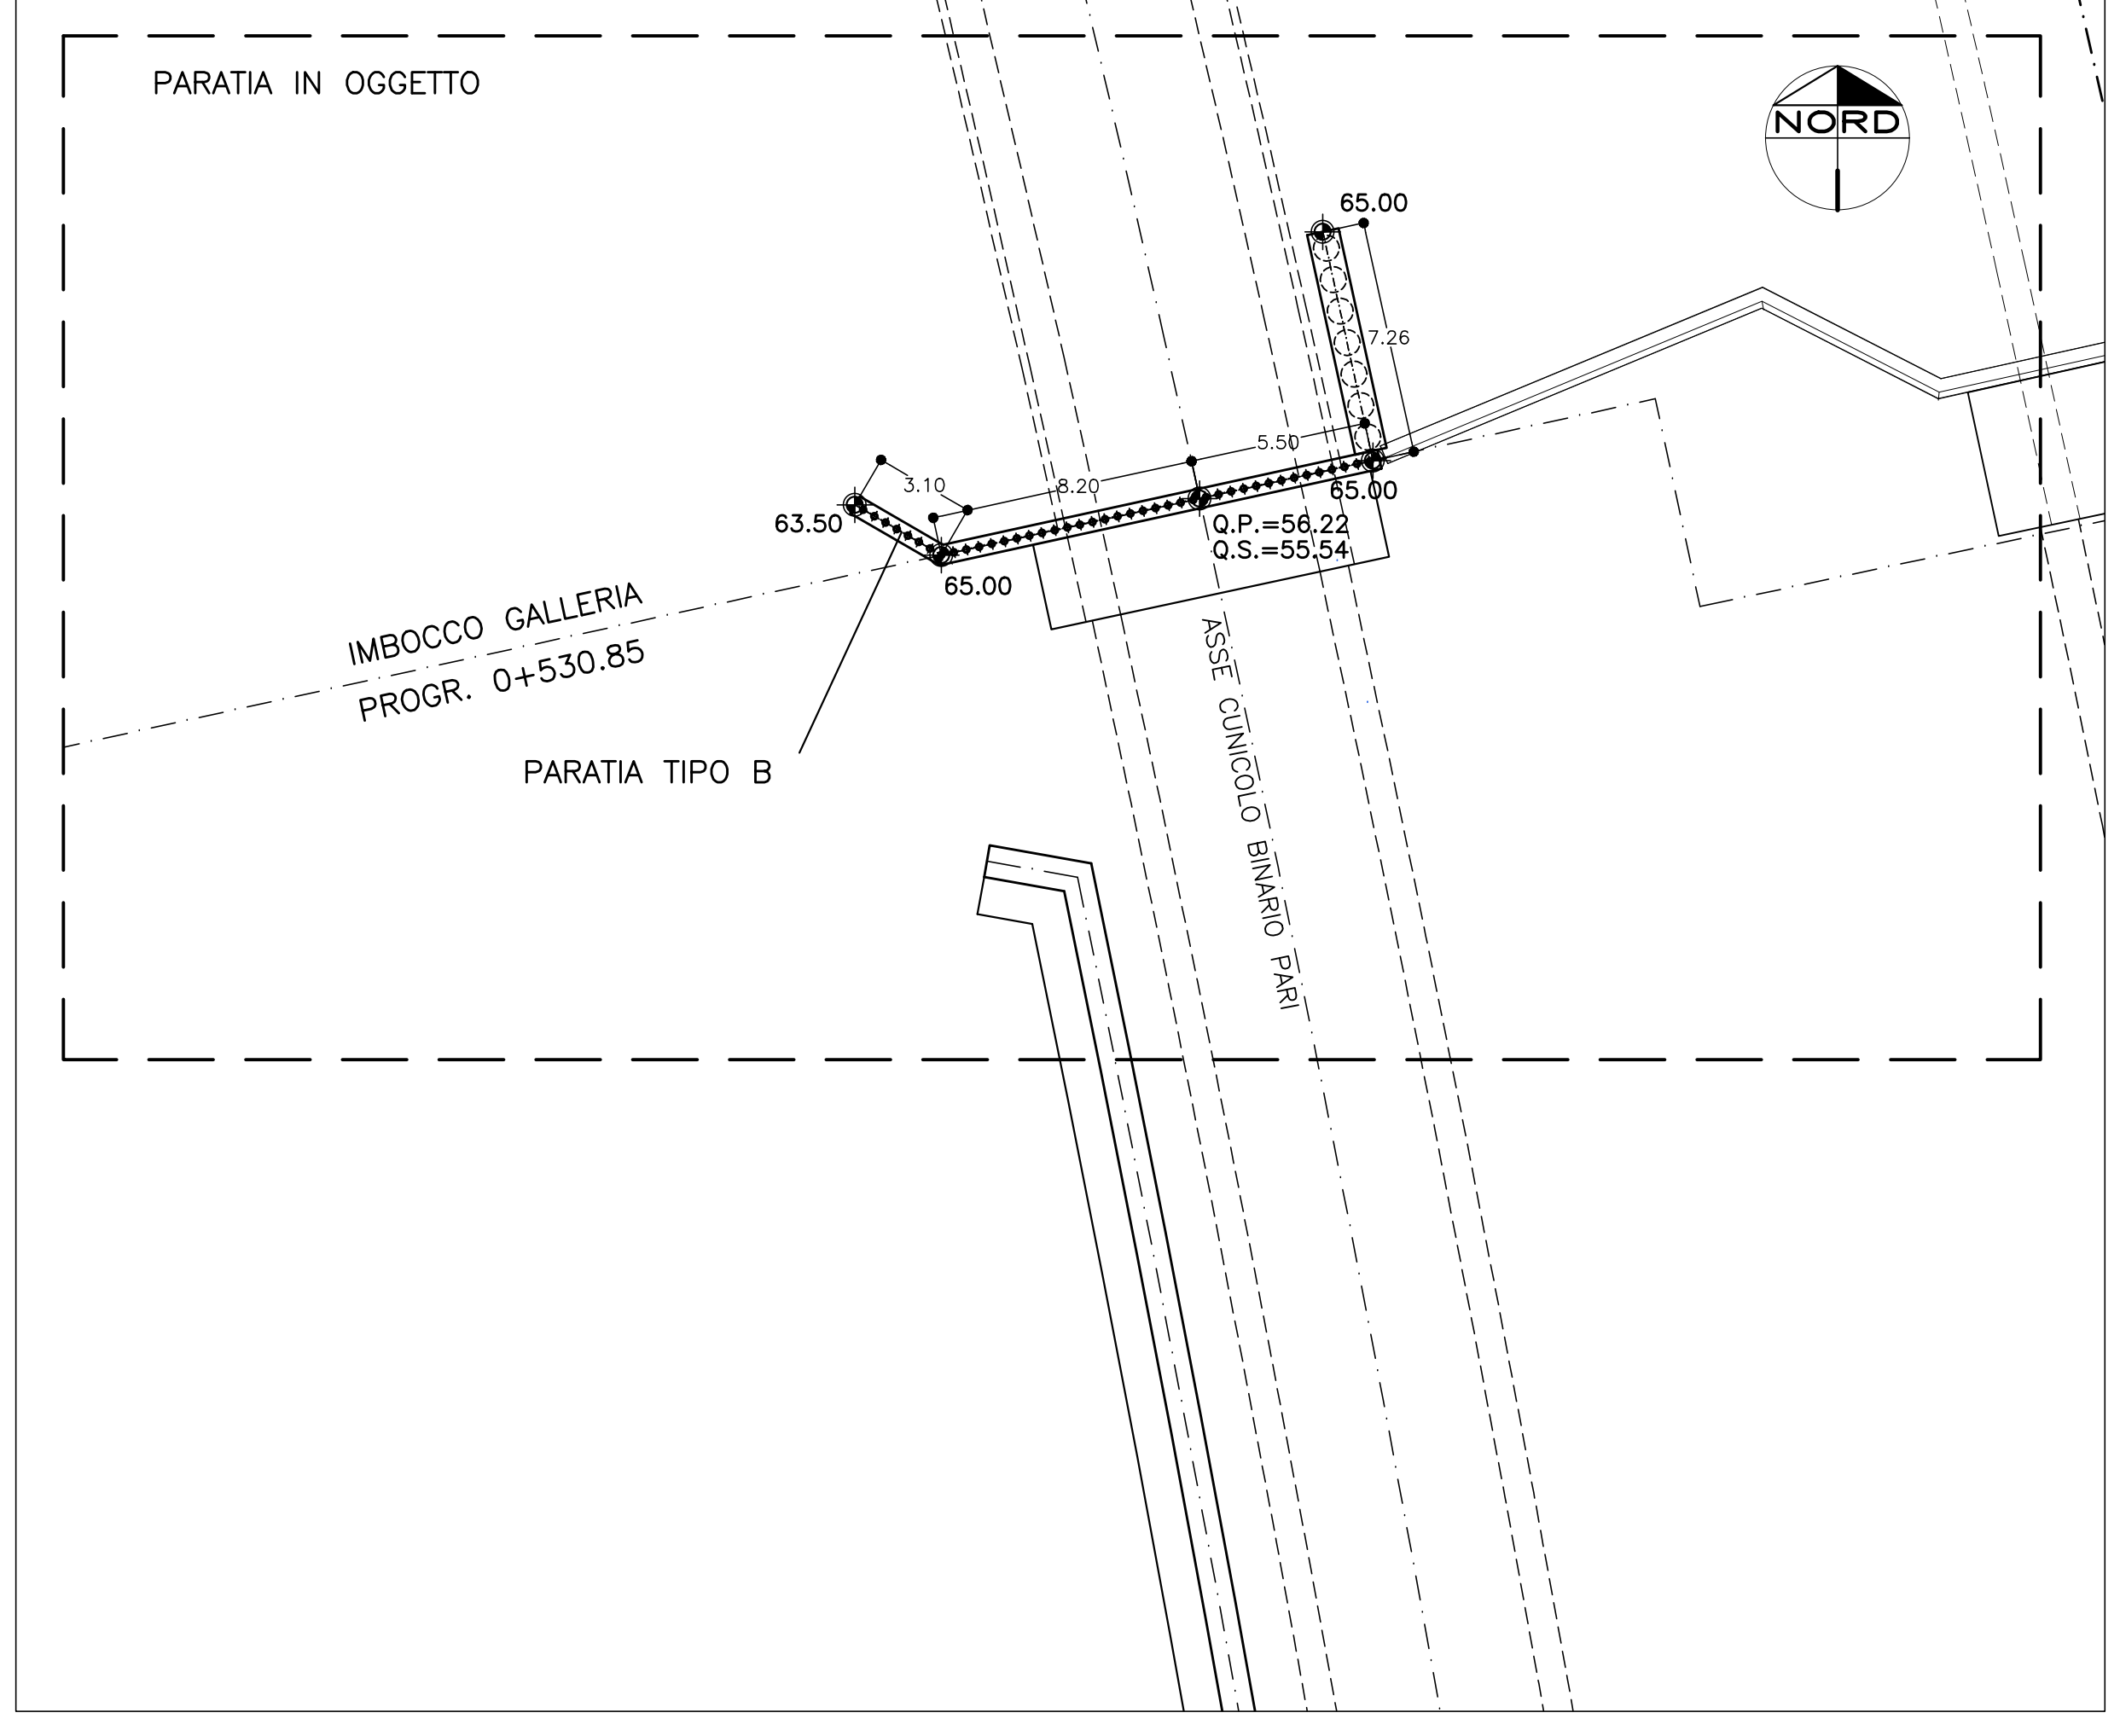 PARATIA IN OGGETTO
NORD
65.00
7.26
5.50
3.10
8.20
65.00
63.50
Q.P.=56.22
Q.S.=55.54
65.00
IMBOCCO GALLERIA
PROGR. 0+530.85
ASSE CUNICOLO BINARIO PARI
PARATIA TIPO B